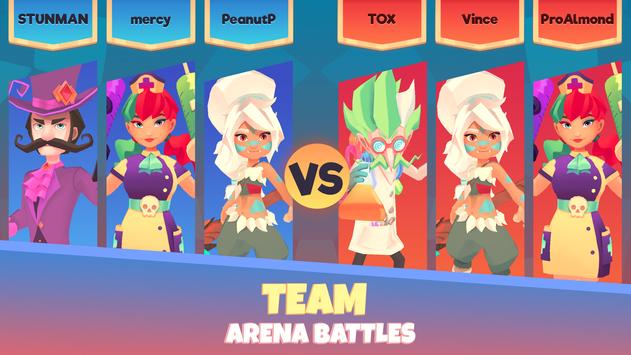 STUNMAN
mercy
PeanutP
TOX
Vince
ProAlmond
VS
TEAM
ARENA BATTLES